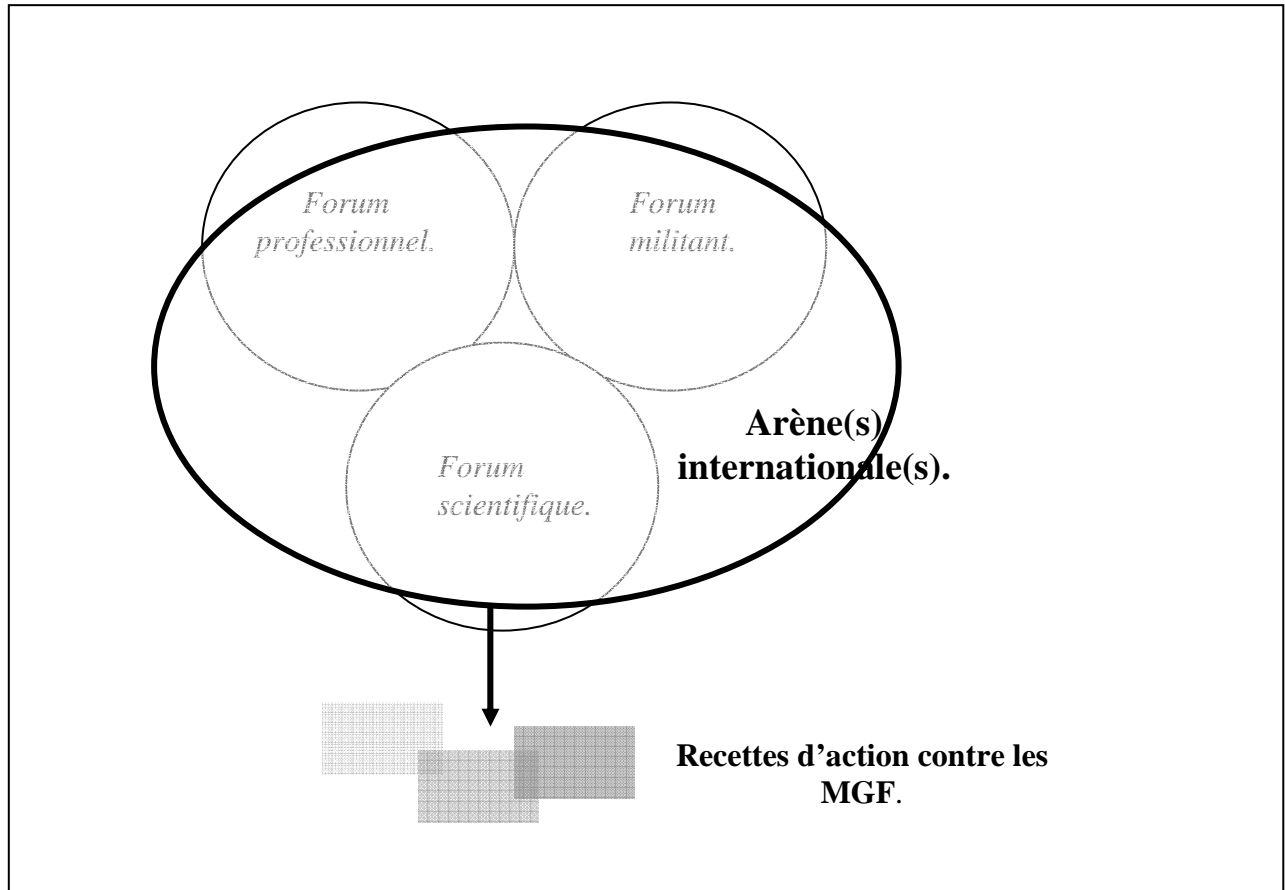 Forum
professionnel.
Forum
militant.
Arène(s)
internationale(s).
Forum
scientifique.
Recettes d’action contre les
MGF.